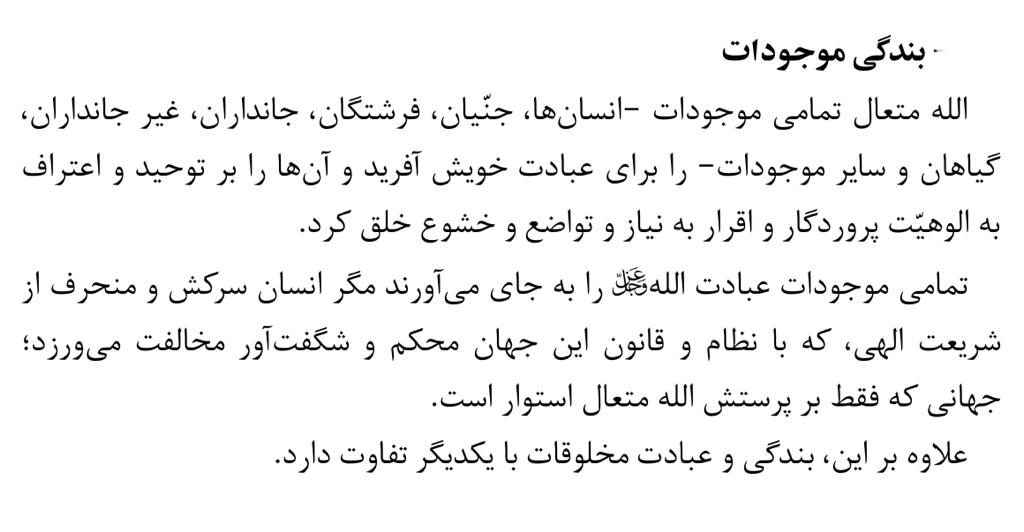 - بندگی موجودات
الله متعال تمامی موجودات -انسان‌ها، جنّیان، فرشتگان، جانداران، غیر جانداران،
گیاهان و سایر موجودات- را برای عبادت خویش آفرید و آن‌ها را بر توحید و اعتراف
به الوهیّت پروردگار و اقرار به نیاز و تواضع و خشوع خلق کرد.
تمامی موجودات عبادت الله عزوجل را به جای می‌آورند مگر انسان سرکش و منحرف از
شریعت الهی، که با نظام و قانون این جهان محکم و شگفت‌آور مخالفت می‌ورزد؛
جهانی که فقط بر پرستش الله متعال استوار است.
علاوه بر این، بندگی و عبادت مخلوقات با یکدیگر تفاوت دارد.